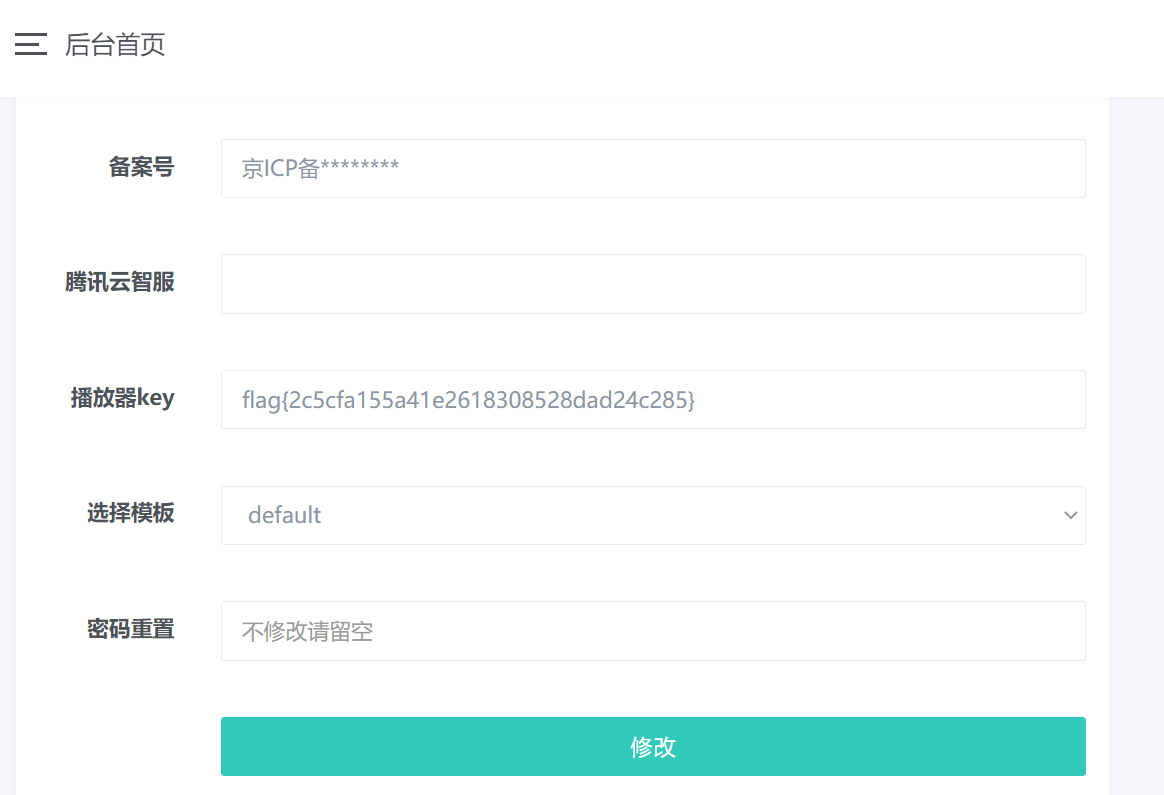 后台首页
备案号
京ICP备********
腾讯云智服
播放器key
flag{2c5cfa155a41e2618308528dad24c285}
选择模板
default
密码重置
不修改请留空
修改